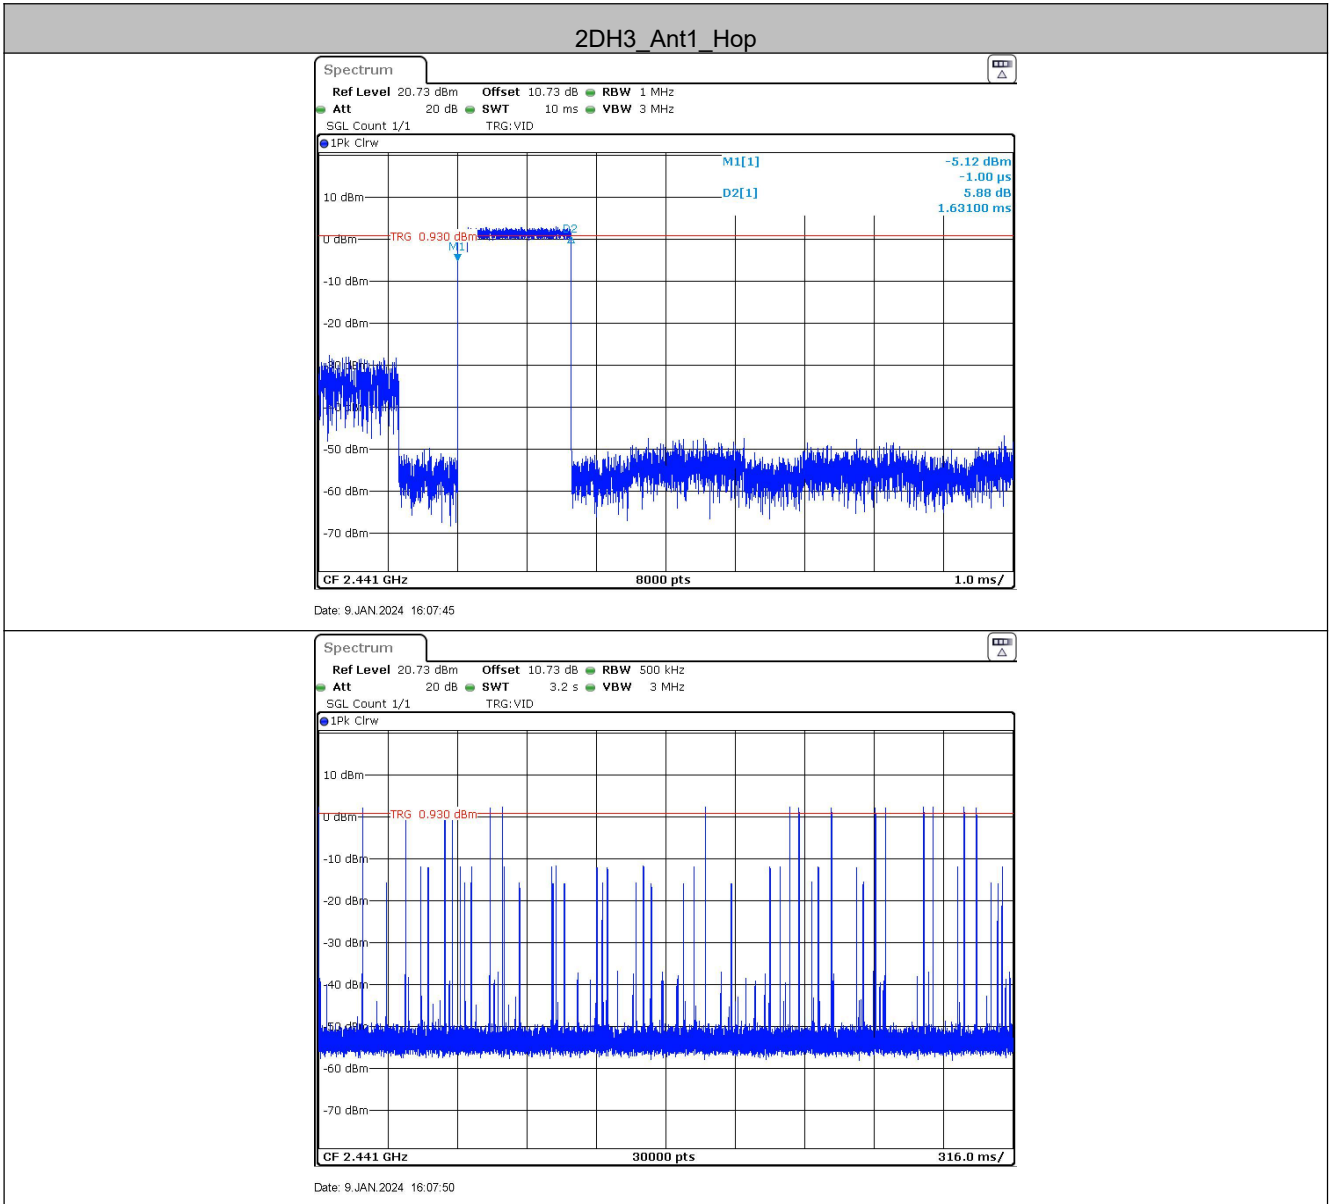 2DH3_Ant1_Hop
Spectrum
Ref Level 20.73 dBm Offset 10.73 dB RBW 1 MHz
Att 20 dB SWT 10 ms VBW 3 MHz
SGL Count 1/1 TRG:VID
1Pk Clrw
M1[1] -5.12 dBm
-1.00 µs
D2[1] 5.88 dB
1.63100 ms
10 dBm
D2
TRG 0.930 dBm
0 dBm
M1
-10 dBm
-20 dBm
-30 dBm
-50 dBm
-60 dBm
-70 dBm
CF 2.441 GHz 8000 pts 1.0 ms/
Date: 9.JAN.2024 16:07:45
Spectrum
Ref Level 20.73 dBm Offset 10.73 dB RBW 500 kHz
Att 20 dB SWT 3.2 s VBW 3 MHz
SGL Count 1/1 TRG:VID
1Pk Clrw
10 dBm
TRG 0.930 dBm
0 dBm
-10 dBm
-20 dBm
-30 dBm
-40 dBm
-50 dBm
-60 dBm
-70 dBm
CF 2.441 GHz 30000 pts 316.0 ms/
Date: 9.JAN.2024 16:07:50